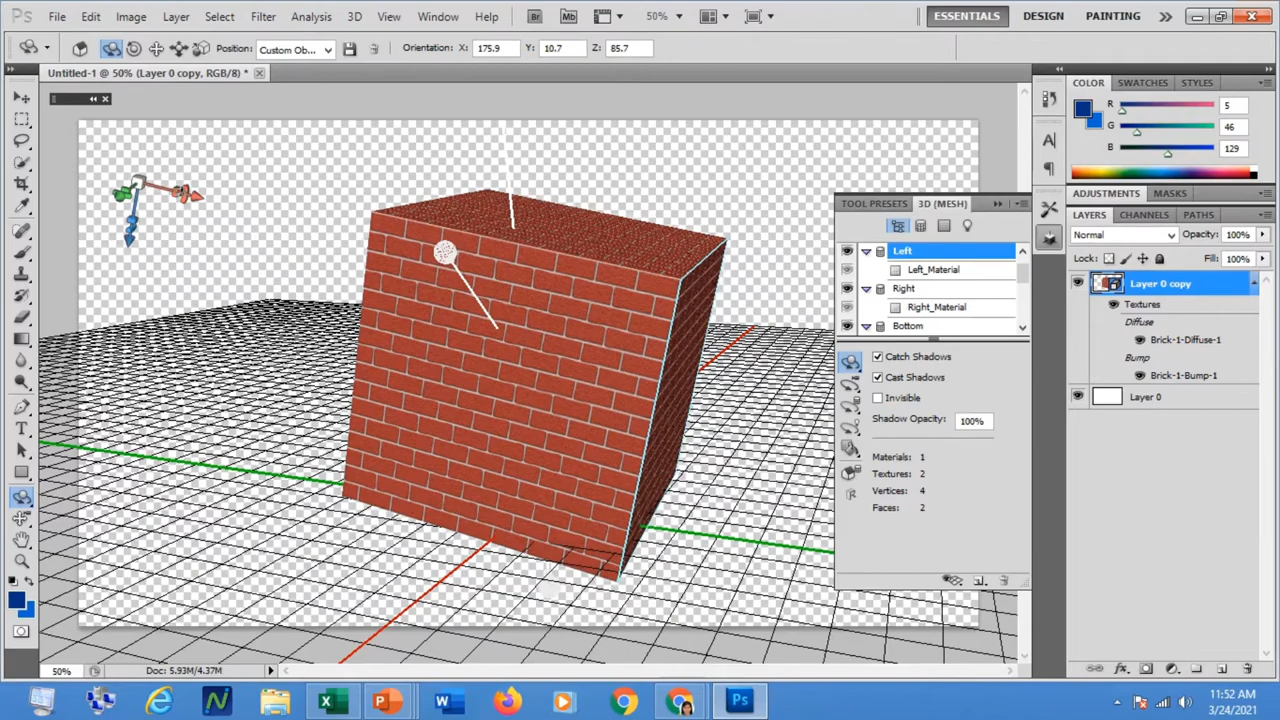 Ps File Edit Image Layer Select Filter Analysis 3D View Window Help Br Mb 50% ESSENTIALS DESIGN PAINTING
Position: Custom Ob... Orientation: X: 175.9 Y: 10.7 Z: 85.7
Untitled-1 @ 50% (Layer 0 copy, RGB/8) *
COLOR SWATCHES STYLES
R 5
G 46
B 129
ADJUSTMENTS MASKS
LAYERS CHANNELS PATHS
Normal Opacity: 100%
Lock: Fill: 100%
Layer 0 copy
Textures
Diffuse
Brick-1-Diffuse-1
Bump
Brick-1-Bump-1
Layer 0
TOOL PRESETS 3D (MESH)
Left
Left_Material
Right
Right_Material
Bottom
Catch Shadows
Cast Shadows
Invisible
Shadow Opacity: 100%
Materials: 1
Textures: 2
Vertices: 4
Faces: 2
50% Doc: 5.93M/4.37M
11:52 AM
3/24/2021